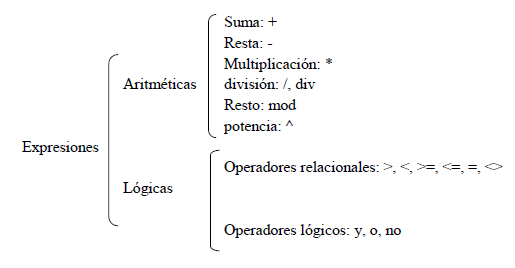 Expresiones
Aritméticas
Suma: +
Resta: -
Multiplicación: *
división: /, div
Resto: mod
potencia: ^
Lógicas
Operadores relacionales: >, <, >=, <=, =, <>
Operadores lógicos: y, o, no